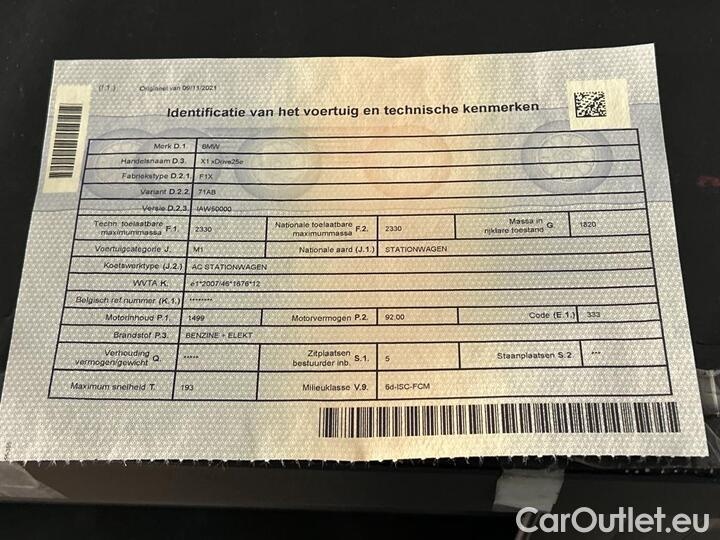 (I.1.) Origineel van 09/11/2021
Identificatie van het voertuig en technische kenmerken
Merk D.1. BMW
Handelsnaam D.3. X1 xDrive25e
Fabriekstype D.2.1. F1X
Variant D.2.2. 71AB
Versie D.2.3. IAW50000
Techn. toelaatbare maximummassa F.1. 2330 Nationale toelaatbare maximummassa F.2. 2330 Massa in rijklare toestand G. 1820
Voertuigcategorie J. M1 Nationale aard (J.1.) STATIONWAGEN
Koetswerktype (J.2.) AC STATIONWAGEN
WVTA K. e1*2007/46*1676*12
Belgisch ref nummer (K.1.) ********
Motorinhoud P.1. 1499 Motorvermogen P.2. 92.00 Code (E.1.) 333
Brandstof P.3. BENZINE + ELEKT
Verhouding vermogen/gewicht Q. ***** Zitplaatsen bestuurder inb. S.1. 5 Staanplaatsen S.2. ***
Maximum snelheid T. 193 Milieuklasse V.9. 6d-ISC-FCM
CarOutlet.eu